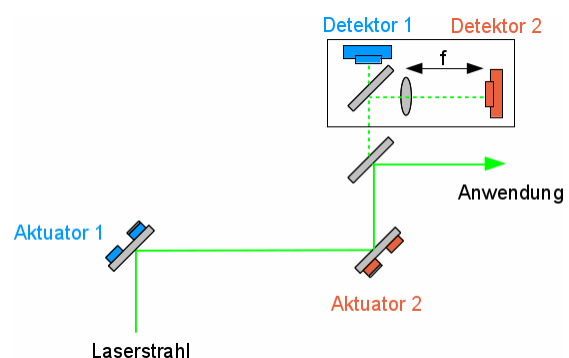 Detektor 1
Detektor 2
f
Anwendung
Aktuator 1
Aktuator 2
Laserstrahl